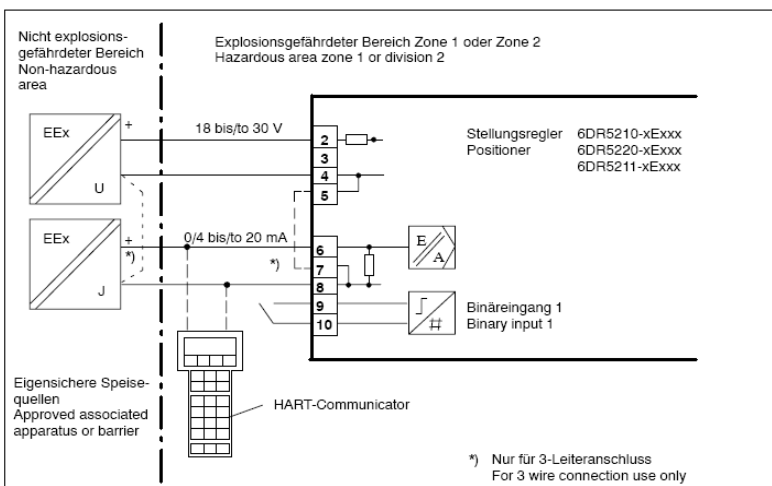 Nicht explosions-
gefährdeter Bereich
Non-hazardous
area
Explosionsgefährdeter Bereich Zone 1 oder Zone 2
Hazardous area zone 1 or division 2
EEx
+
U
18 bis/to 30 V
2
3
4
5
Stellungsregler 6DR5210-xExxx
Positioner 6DR5220-xExxx
6DR5211-xExxx
EEx
+
*)
J
0/4 bis/to 20 mA
*)
6
7
8
9
10
E
A
#
Binäreingang 1
Binary input 1
Eigensichere Speise-
quellen
Approved associated
apparatus or barrier
HART-Communicator
*) Nur für 3-Leiteranschluss
For 3 wire connection use only